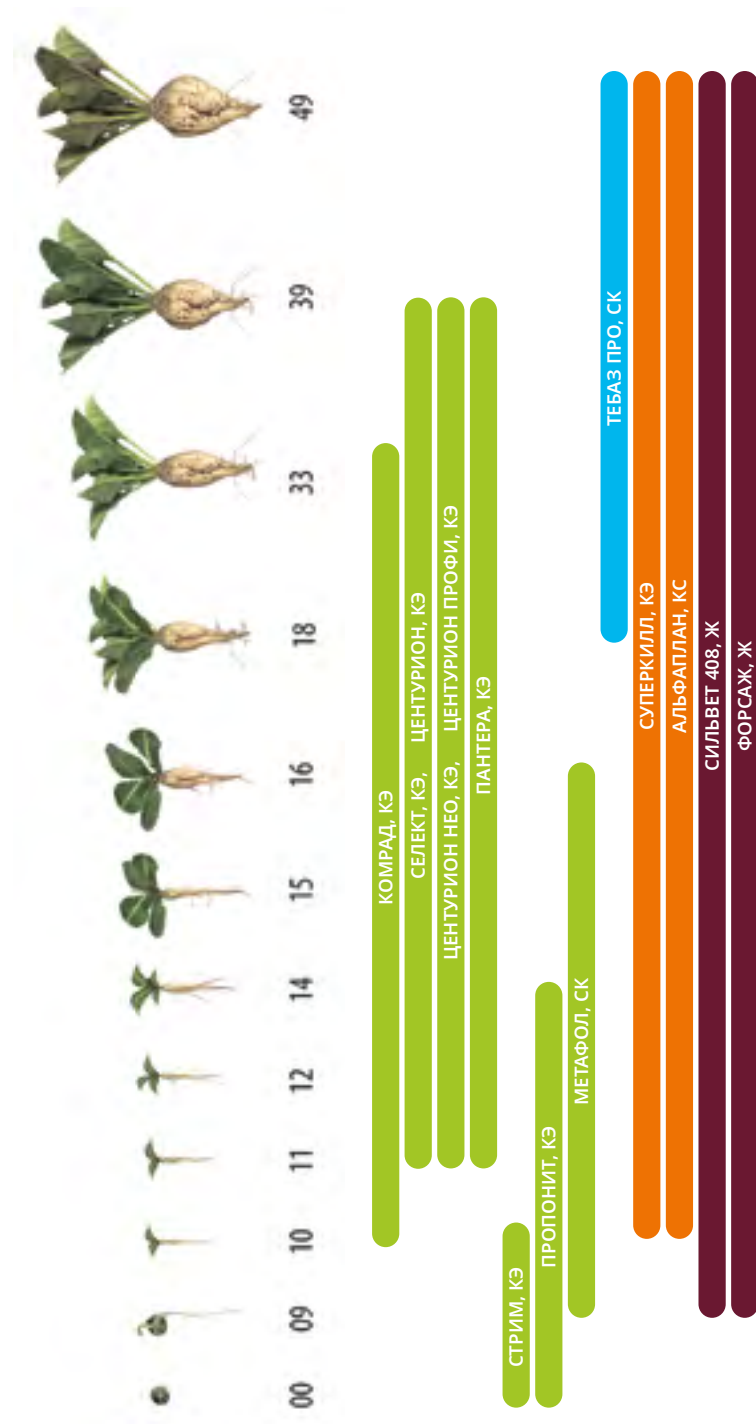 00
09
10
11
12
14
15
16
18
33
39
49
КОМРАД, КЭ
СЕЛЕКТ, КЭ, ЦЕНТУРИОН, КЭ
ЦЕНТУРИОН НЕО, КЭ, ЦЕНТУРИОН ПРОФИ, КЭ
ПАНТЕРА, КЭ
СТРИМ, КЭ
ПРОПОНИТ, КЭ
МЕТАФОЛ, СК
ТЕБАЗ ПРО, СК
СУПЕРКИЛЛ, КЭ
АЛЬФАПЛАН, КС
СИЛЬВЕТ 408, Ж
ФОРСАЖ, Ж